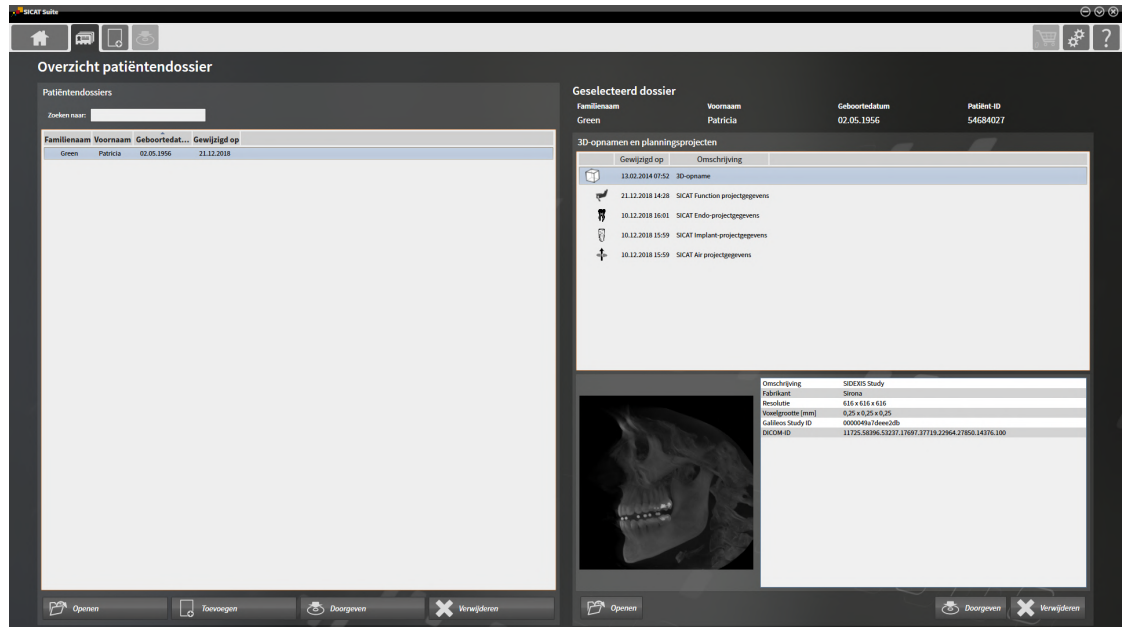 SICAT Suite
Overzicht patiëntendossier
Patiëntendossiers
Zoeken naar:
Familienaam Voornaam Geboortedat... Gewijzigd op
Green Patricia 02.05.1956 21.12.2018
Openen Toevoegen Doorgeven Verwijderen
Geselecteerd dossier
Familienaam Voornaam Geboortedatum Patiënt-ID
Green Patricia 02.05.1956 54684027
3D-opnamen en planningsprojecten
Gewijzigd op Omschrijving
13.02.2014 07:52 3D-opname
21.12.2018 14:28 SICAT Function projectgegevens
10.12.2018 16:01 SICAT Endo-projectgegevens
10.12.2018 15:59 SICAT Implant-projectgegevens
10.12.2018 15:59 SICAT Air projectgegevens
Omschrijving SIDEXIS Study
Fabrikant Sirona
Resolutie 616 x 616 x 616
Voxelgrootte [mm] 0,25 x 0,25 x 0,25
Galileos Study ID 0000049a7deee2db
DICOM-ID 11725.58396.53237.17697.37719.22964.27850.14376.100
Openen Doorgeven Verwijderen